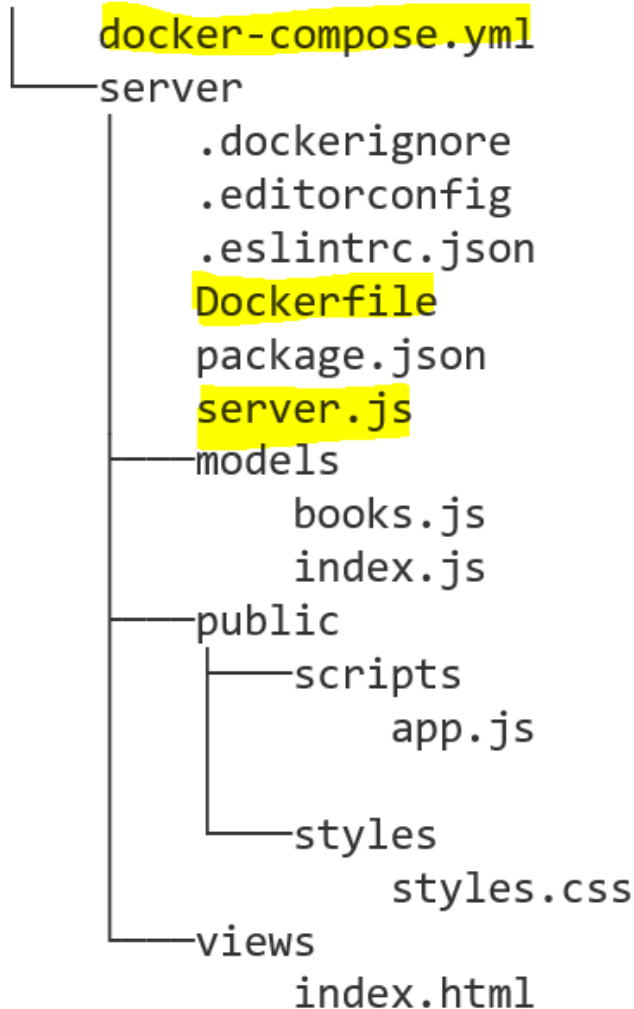 docker-compose.yml
server
.dockerignore
.editorconfig
.eslintrc.json
Dockerfile
package.json
server.js
models
books.js
index.js
public
scripts
app.js
styles
styles.css
views
index.html